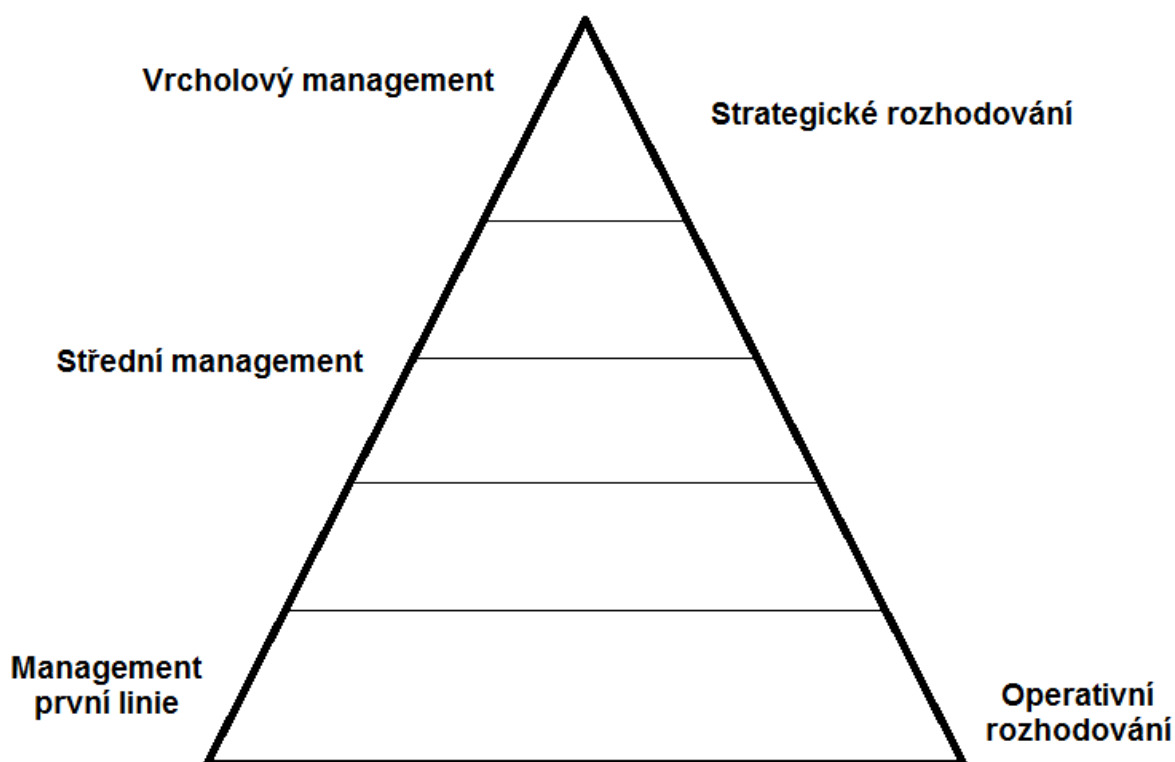 Vrcholový management
Strategické rozhodování
Střední management
Management
první linie
Operativní
rozhodování